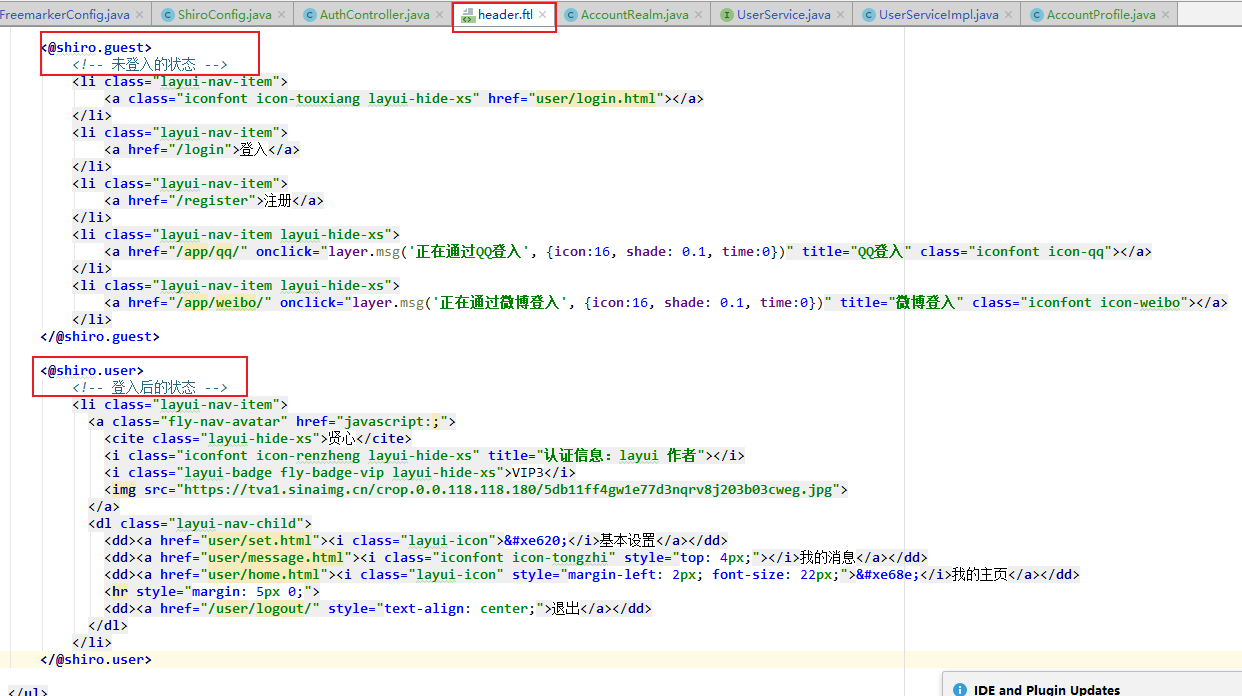 FreemarkerConfig.java × ShiroConfig.java × AuthController.java × header.ftl × AccountRealm.java × UserService.java × UserServiceImpl.java × AccountProfile.java ×
<@shiro.guest>
<!-- 未登入的状态 -->
<li class="layui-nav-item">
<a class="iconfont icon-touxiang layui-hide-xs" href="user/login.html"></a>
</li>
<li class="layui-nav-item">
<a href="/login">登入</a>
</li>
<li class="layui-nav-item">
<a href="/register">注册</a>
</li>
<li class="layui-nav-item layui-hide-xs">
<a href="/app/qq/" onclick="layer.msg('正在通过QQ登入', {icon:16, shade: 0.1, time:0})" title="QQ登入" class="iconfont icon-qq"></a>
</li>
<li class="layui-nav-item layui-hide-xs">
<a href="/app/weibo/" onclick="layer.msg('正在通过微博登入', {icon:16, shade: 0.1, time:0})" title="微博登入" class="iconfont icon-weibo"></a>
</li>
</@shiro.guest>
<@shiro.user>
<!-- 登入后的状态 -->
<li class="layui-nav-item">
<a class="fly-nav-avatar" href="javascript:;">
<cite class="layui-hide-xs">贤心</cite>
<i class="iconfont icon-renzheng layui-hide-xs" title="认证信息：layui 作者"></i>
<i class="layui-badge fly-badge-vip layui-hide-xs">VIP3</i>
<img src="https://tva1.sinaimg.cn/crop.0.0.118.118.180/5db11ff4gw1e77d3nqrv8j203b03cweg.jpg">
</a>
<dl class="layui-nav-child">
<dd><a href="user/set.html"><i class="layui-icon">&#xe620;</i>基本设置</a></dd>
<dd><a href="user/message.html"><i class="iconfont icon-tongzhi" style="top: 4px;"></i>我的消息</a></dd>
<dd><a href="user/home.html"><i class="layui-icon" style="margin-left: 2px; font-size: 22px;">&#xe68e;</i>我的主页</a></dd>
<hr style="margin: 5px 0;">
<dd><a href="/user/logout/" style="text-align: center;">退出</a></dd>
</dl>
</li>
</@shiro.user>
</ul>
IDE and Plugin Updates